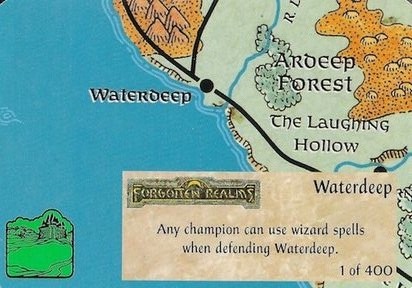 R L
Ardeep
Forest
Waterdeep
The Laughing
Hollow
Waterdeep
FORGOTTEN REALMS
Any champion can use wizard spells
when defending Waterdeep.
1 of 400